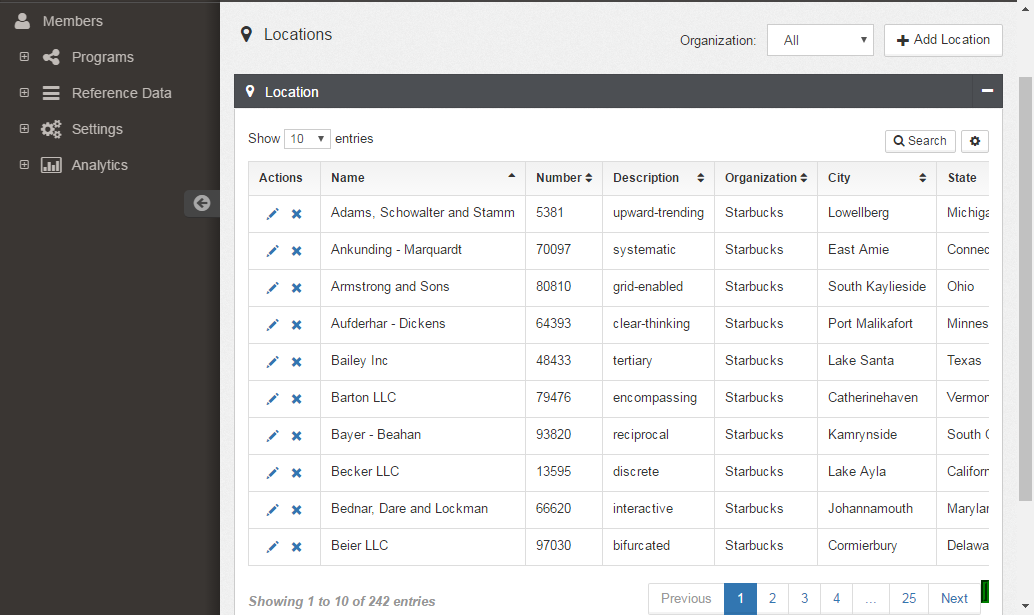 Members
Programs
Reference Data
Settings
Analytics
Locations
Organization: All Add Location
Location
Show 10 entries
Search
Actions Name Number Description Organization City State
Adams, Schowalter and Stamm 5381 upward-trending Starbucks Lowellberg Michiga
Ankunding - Marquardt 70097 systematic Starbucks East Amie Connec
Armstrong and Sons 80810 grid-enabled Starbucks South Kaylieside Ohio
Aufderhar - Dickens 64393 clear-thinking Starbucks Port Malikafort Minnes
Bailey Inc 48433 tertiary Starbucks Lake Santa Texas
Barton LLC 79476 encompassing Starbucks Catherinehaven Vermon
Bayer - Beahan 93820 reciprocal Starbucks Kamrynside South C
Becker LLC 13595 discrete Starbucks Lake Ayla Californ
Bednar, Dare and Lockman 66620 interactive Starbucks Johannamouth Marylan
Beier LLC 97030 bifurcated Starbucks Cormierbury Delawa
Showing 1 to 10 of 242 entries
Previous 1 2 3 4 ... 25 Next